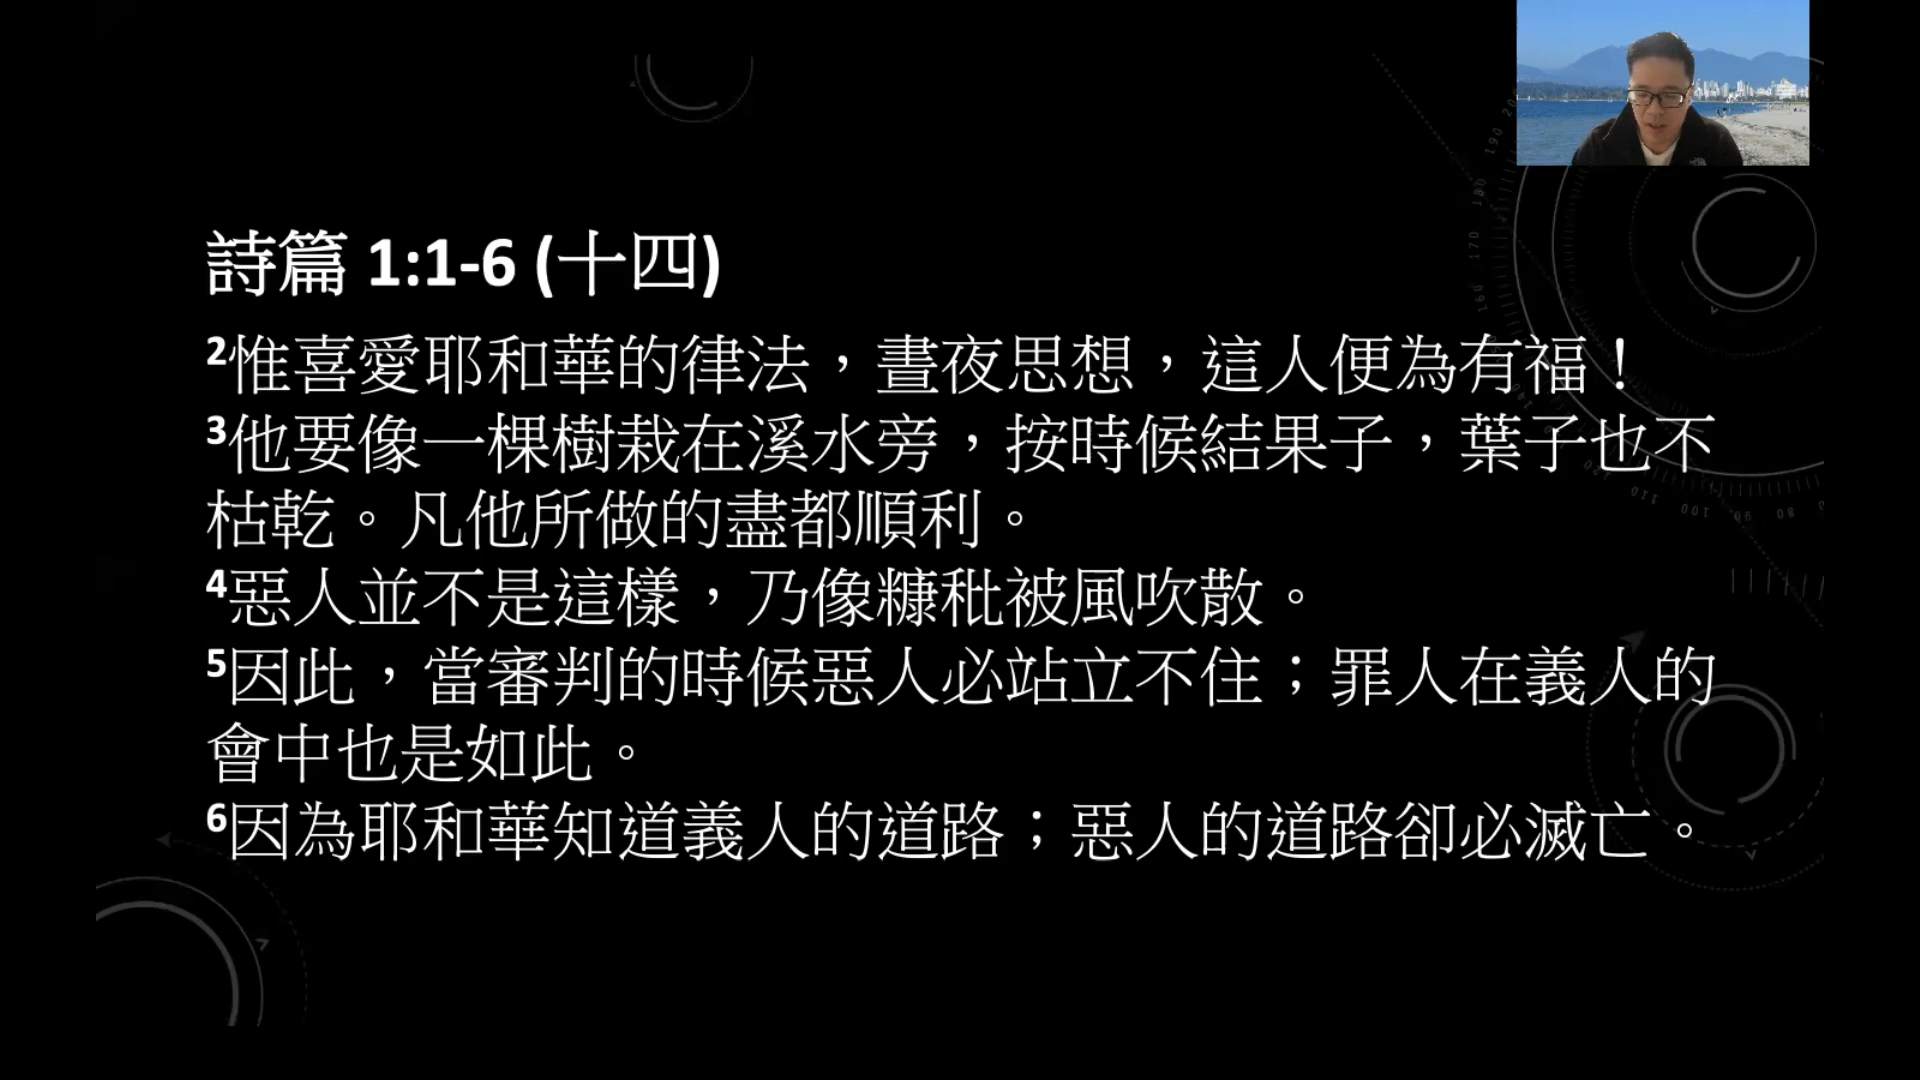 詩篇 1:1-6 (十四)
2惟喜愛耶和華的律法，晝夜思想，這人便為有福！
3他要像一棵樹栽在溪水旁，按時候結果子，葉子也不
枯乾。凡他所做的盡都順利。
4惡人並不是這樣，乃像糠秕被風吹散。
5因此，當審判的時候惡人必站立不住；罪人在義人的
會中也是如此。
6因為耶和華知道義人的道路；惡人的道路卻必滅亡。